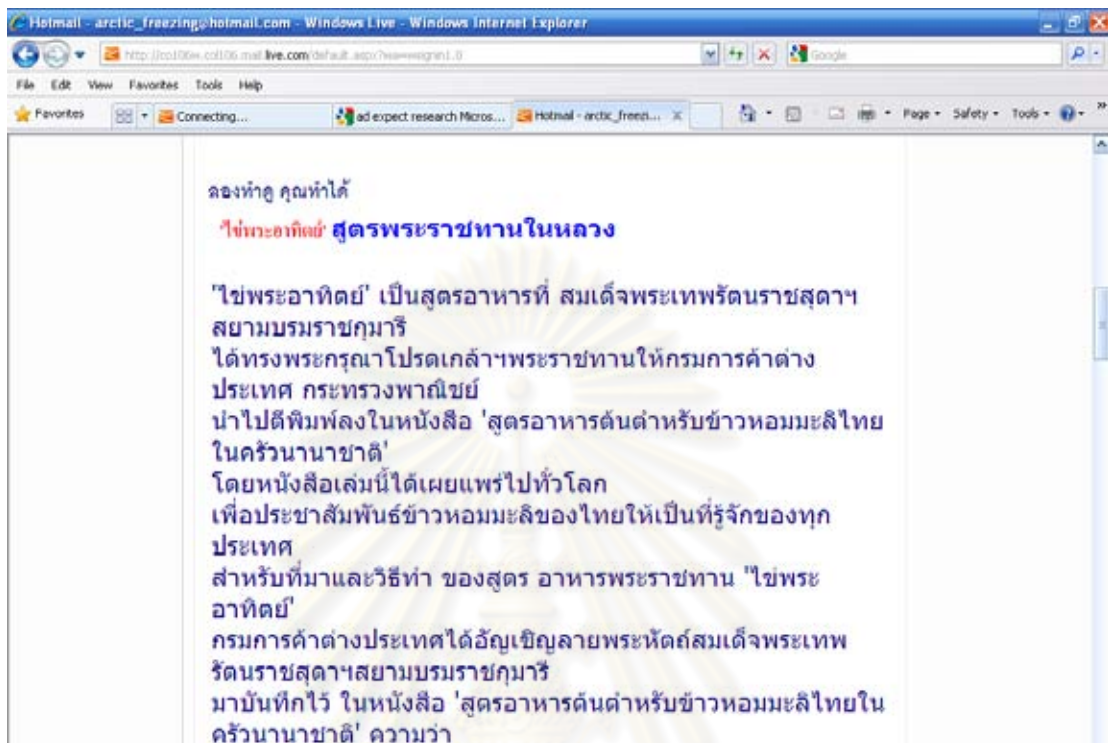 Hotmail - arctic_freezing@hotmail.com - Windows Live - Windows Internet Explorer
live.com
Google
File Edit View Favorites Tools Help
Favorites Connecting... ad expect research Micros... Hotmail - arctic_freezi... Page Safety Tools
ลองทำดู คุณทำได้
'ไข่พระอาทิตย์' สูตรพระราชทานในหลวง
'ไข่พระอาทิตย์' เป็นสูตรอาหารที่ สมเด็จพระเทพรัตนราชสุดาฯ
สยามบรมราชกุมารี
ได้ทรงพระกรุณาโปรดเกล้าฯพระราชทานให้กรมการค้าต่าง
ประเทศ กระทรวงพาณิชย์
นำไปตีพิมพ์ลงในหนังสือ 'สูตรอาหารต้นตำหรับข้าวหอมมะลิไทย
ในครัวนานาชาติ'
โดยหนังสือเล่มนี้ได้เผยแพร่ไปทั่วโลก
เพื่อประชาสัมพันธ์ข้าวหอมมะลิของไทยให้เป็นที่รู้จักของทุก
ประเทศ
สำหรับที่มาและวิธีทำ ของสูตร อาหารพระราชทาน 'ไข่พระ
อาทิตย์'
กรมการค้าต่างประเทศได้อัญเชิญลายพระหัตถ์สมเด็จพระเทพ
รัตนราชสุดาฯสยามบรมราชกุมารี
มาบันทึกไว้ ในหนังสือ 'สูตรอาหารต้นตำหรับข้าวหอมมะลิไทยใน
ครัวนานาชาติ' ความว่า